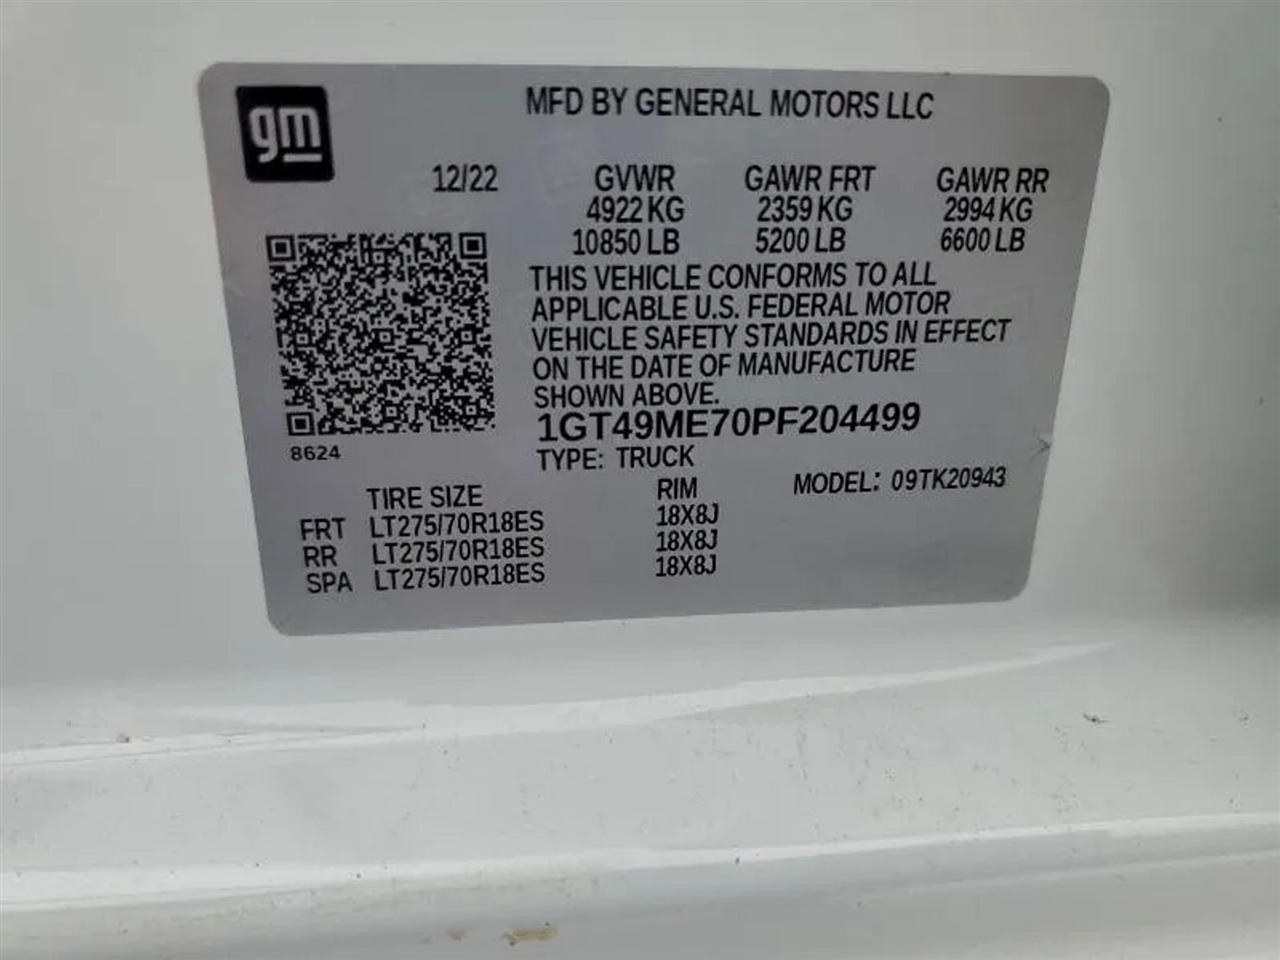 gm
MFD BY GENERAL MOTORS LLC
12/22 GVWR GAWR FRT GAWR RR
4922 KG 2359 KG 2994 KG
10850 LB 5200 LB 6600 LB
THIS VEHICLE CONFORMS TO ALL
APPLICABLE U.S. FEDERAL MOTOR
VEHICLE SAFETY STANDARDS IN EFFECT
ON THE DATE OF MANUFACTURE
SHOWN ABOVE.
1GT49ME70PF204499
8624
TYPE: TRUCK
TIRE SIZE RIM MODEL: 09TK20943
FRT LT275/70R18ES 18X8J
RR LT275/70R18ES 18X8J
SPA LT275/70R18ES 18X8J